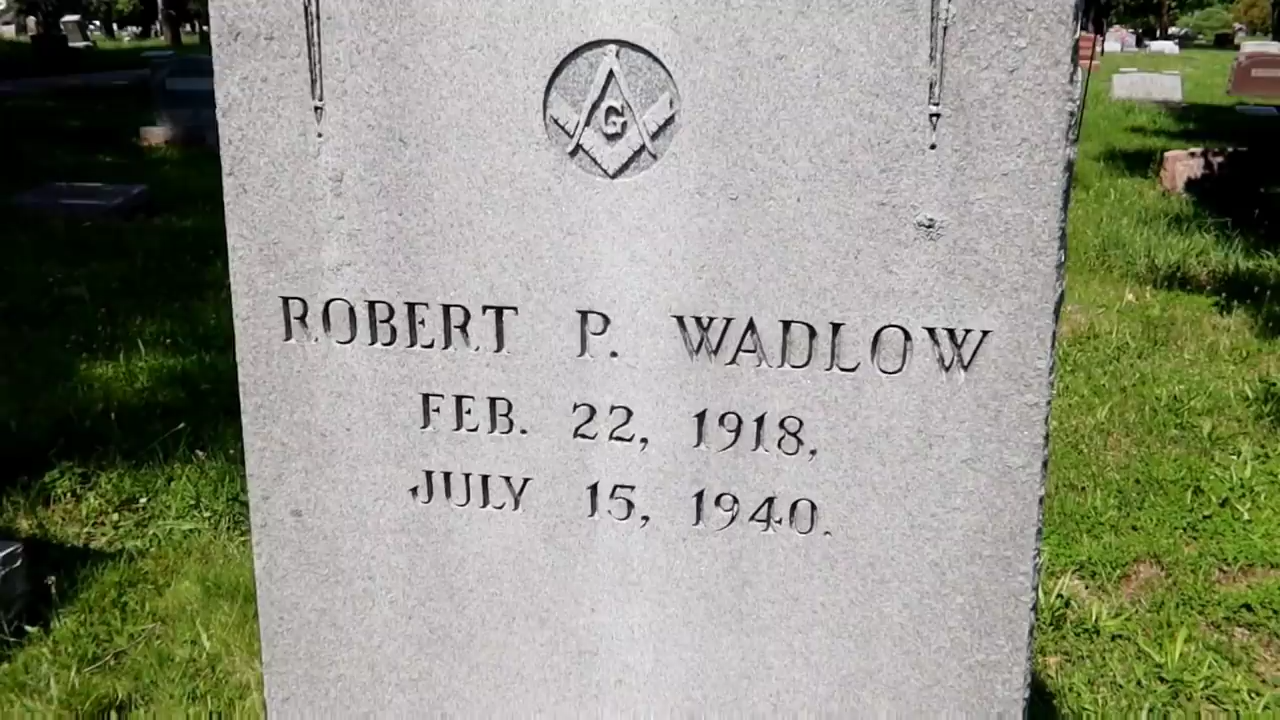 G
ROBERT P. WADLOW
FEB. 22, 1918,
JULY 15, 1940.